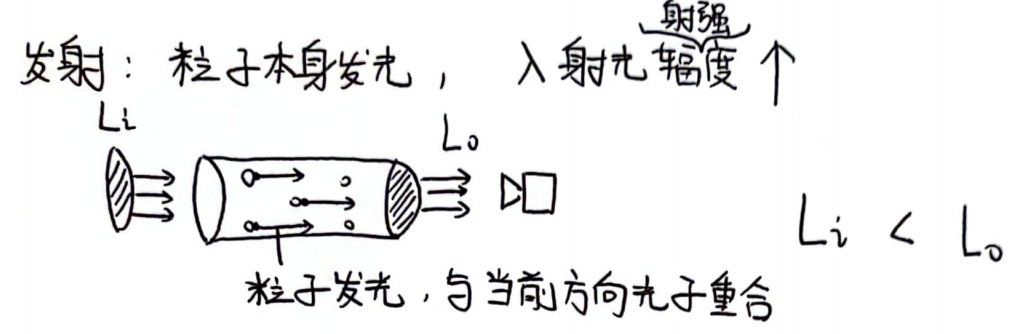 射强
发射: 粒子本身发光, 入射光辐度↑
Li
Lo
Li < Lo
粒子发光,与当前方向光子重合